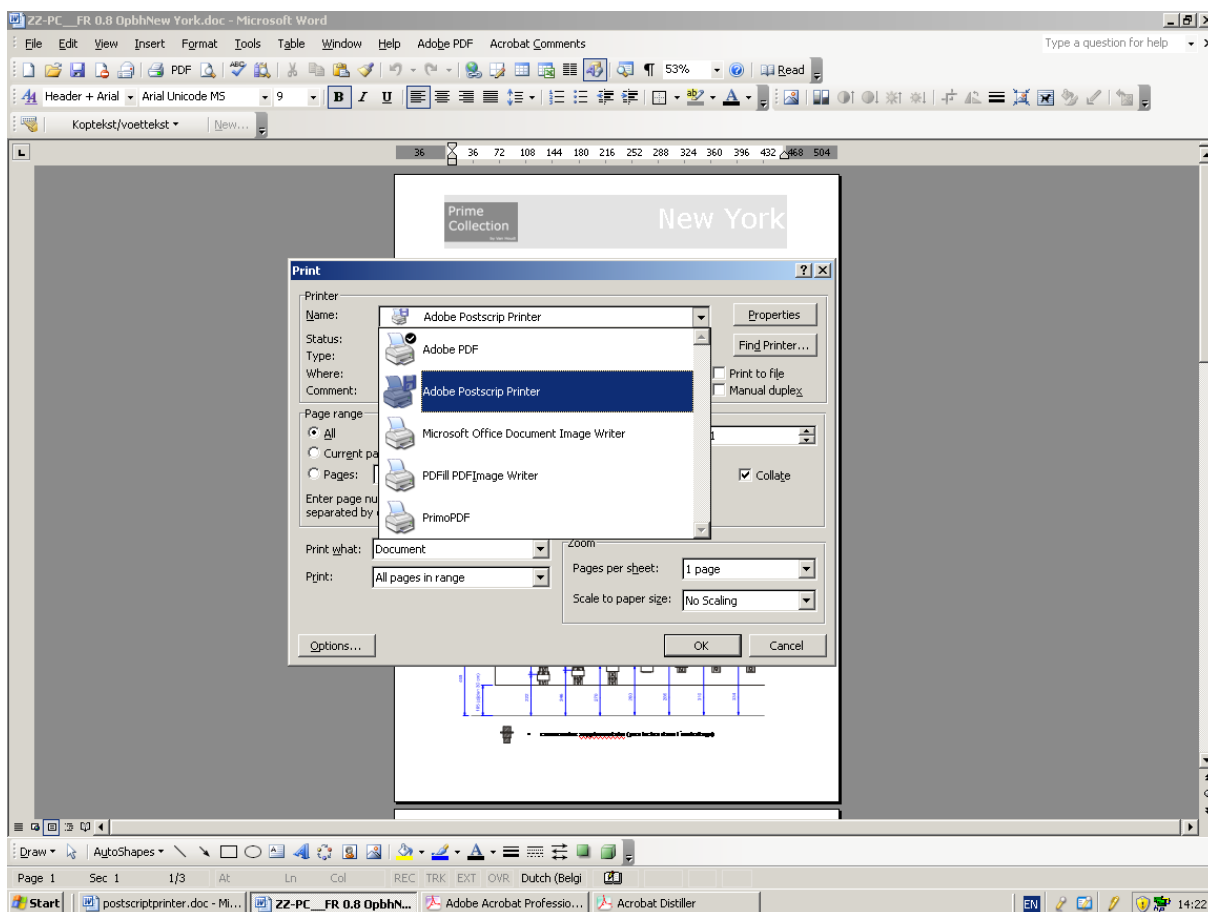 ZZ-PC__FR 0.8 OpbhNew York.doc - Microsoft Word
File Edit View Insert Format Tools Table Window Help Adobe PDF Acrobat Comments Type a question for help
PDF 53% Read
Header + Arial Arial Unicode MS 9 B I U
Koptekst/voettekst New...
36 36 72 108 144 180 216 252 288 324 360 396 432 468 504
Prime
Collection
New York
Print
Printer
Name: Adobe Postscrip Printer Properties
Status: Adobe PDF Find Printer...
Type:
Where: Print to file
Comment: Adobe Postscrip Printer Manual duplex
Page range
All Microsoft Office Document Image Writer 1
Current pa
Pages: PDFill PDFImage Writer Collate
Enter page nu
separated by PrimoPDF
Print what: Document Zoom
Pages per sheet: 1 page
Print: All pages in range
Scale to paper size: No Scaling
Options... OK Cancel
Draw AutoShapes
Page 1 Sec 1 1/3 At Ln Col REC TRK EXT OVR Dutch (Belgi
Start postscriptprinter.doc - Mi... ZZ-PC__FR 0.8 OpbhN... Adobe Acrobat Professio... Acrobat Distiller EN 14:22